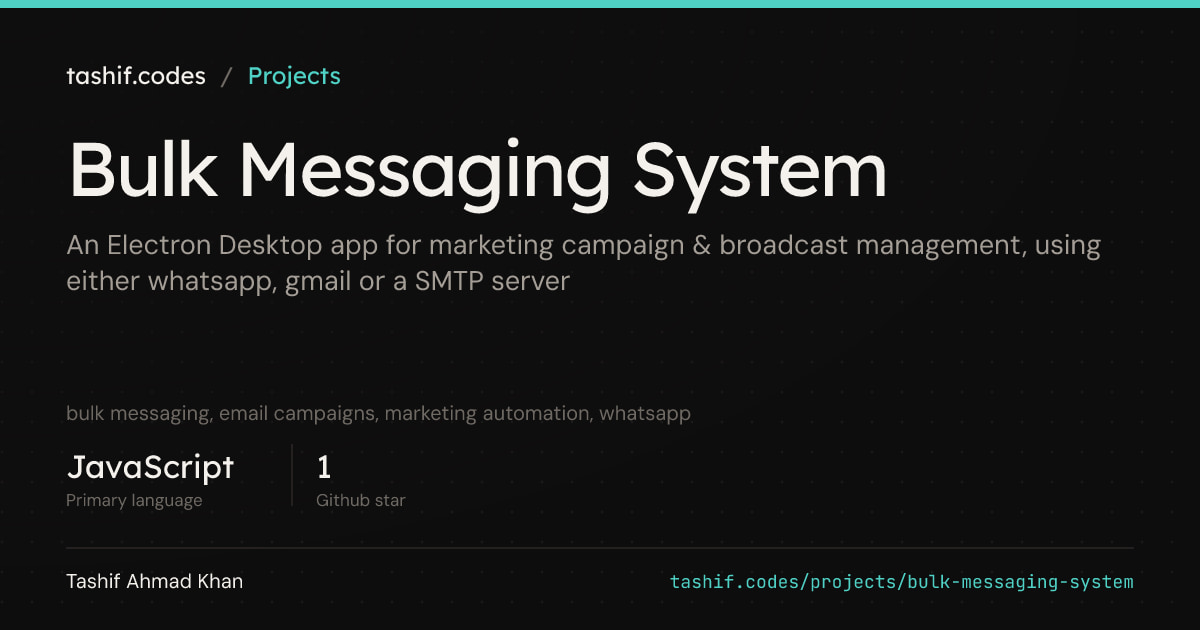 tashif.codes / Projects
Bulk Messaging System
An Electron Desktop app for marketing campaign & broadcast management, using
either whatsapp, gmail or a SMTP server
bulk messaging, email campaigns, marketing automation, whatsapp
JavaScript
Primary language
1
Github star
Tashif Ahmad Khan
tashif.codes/projects/bulk-messaging-system